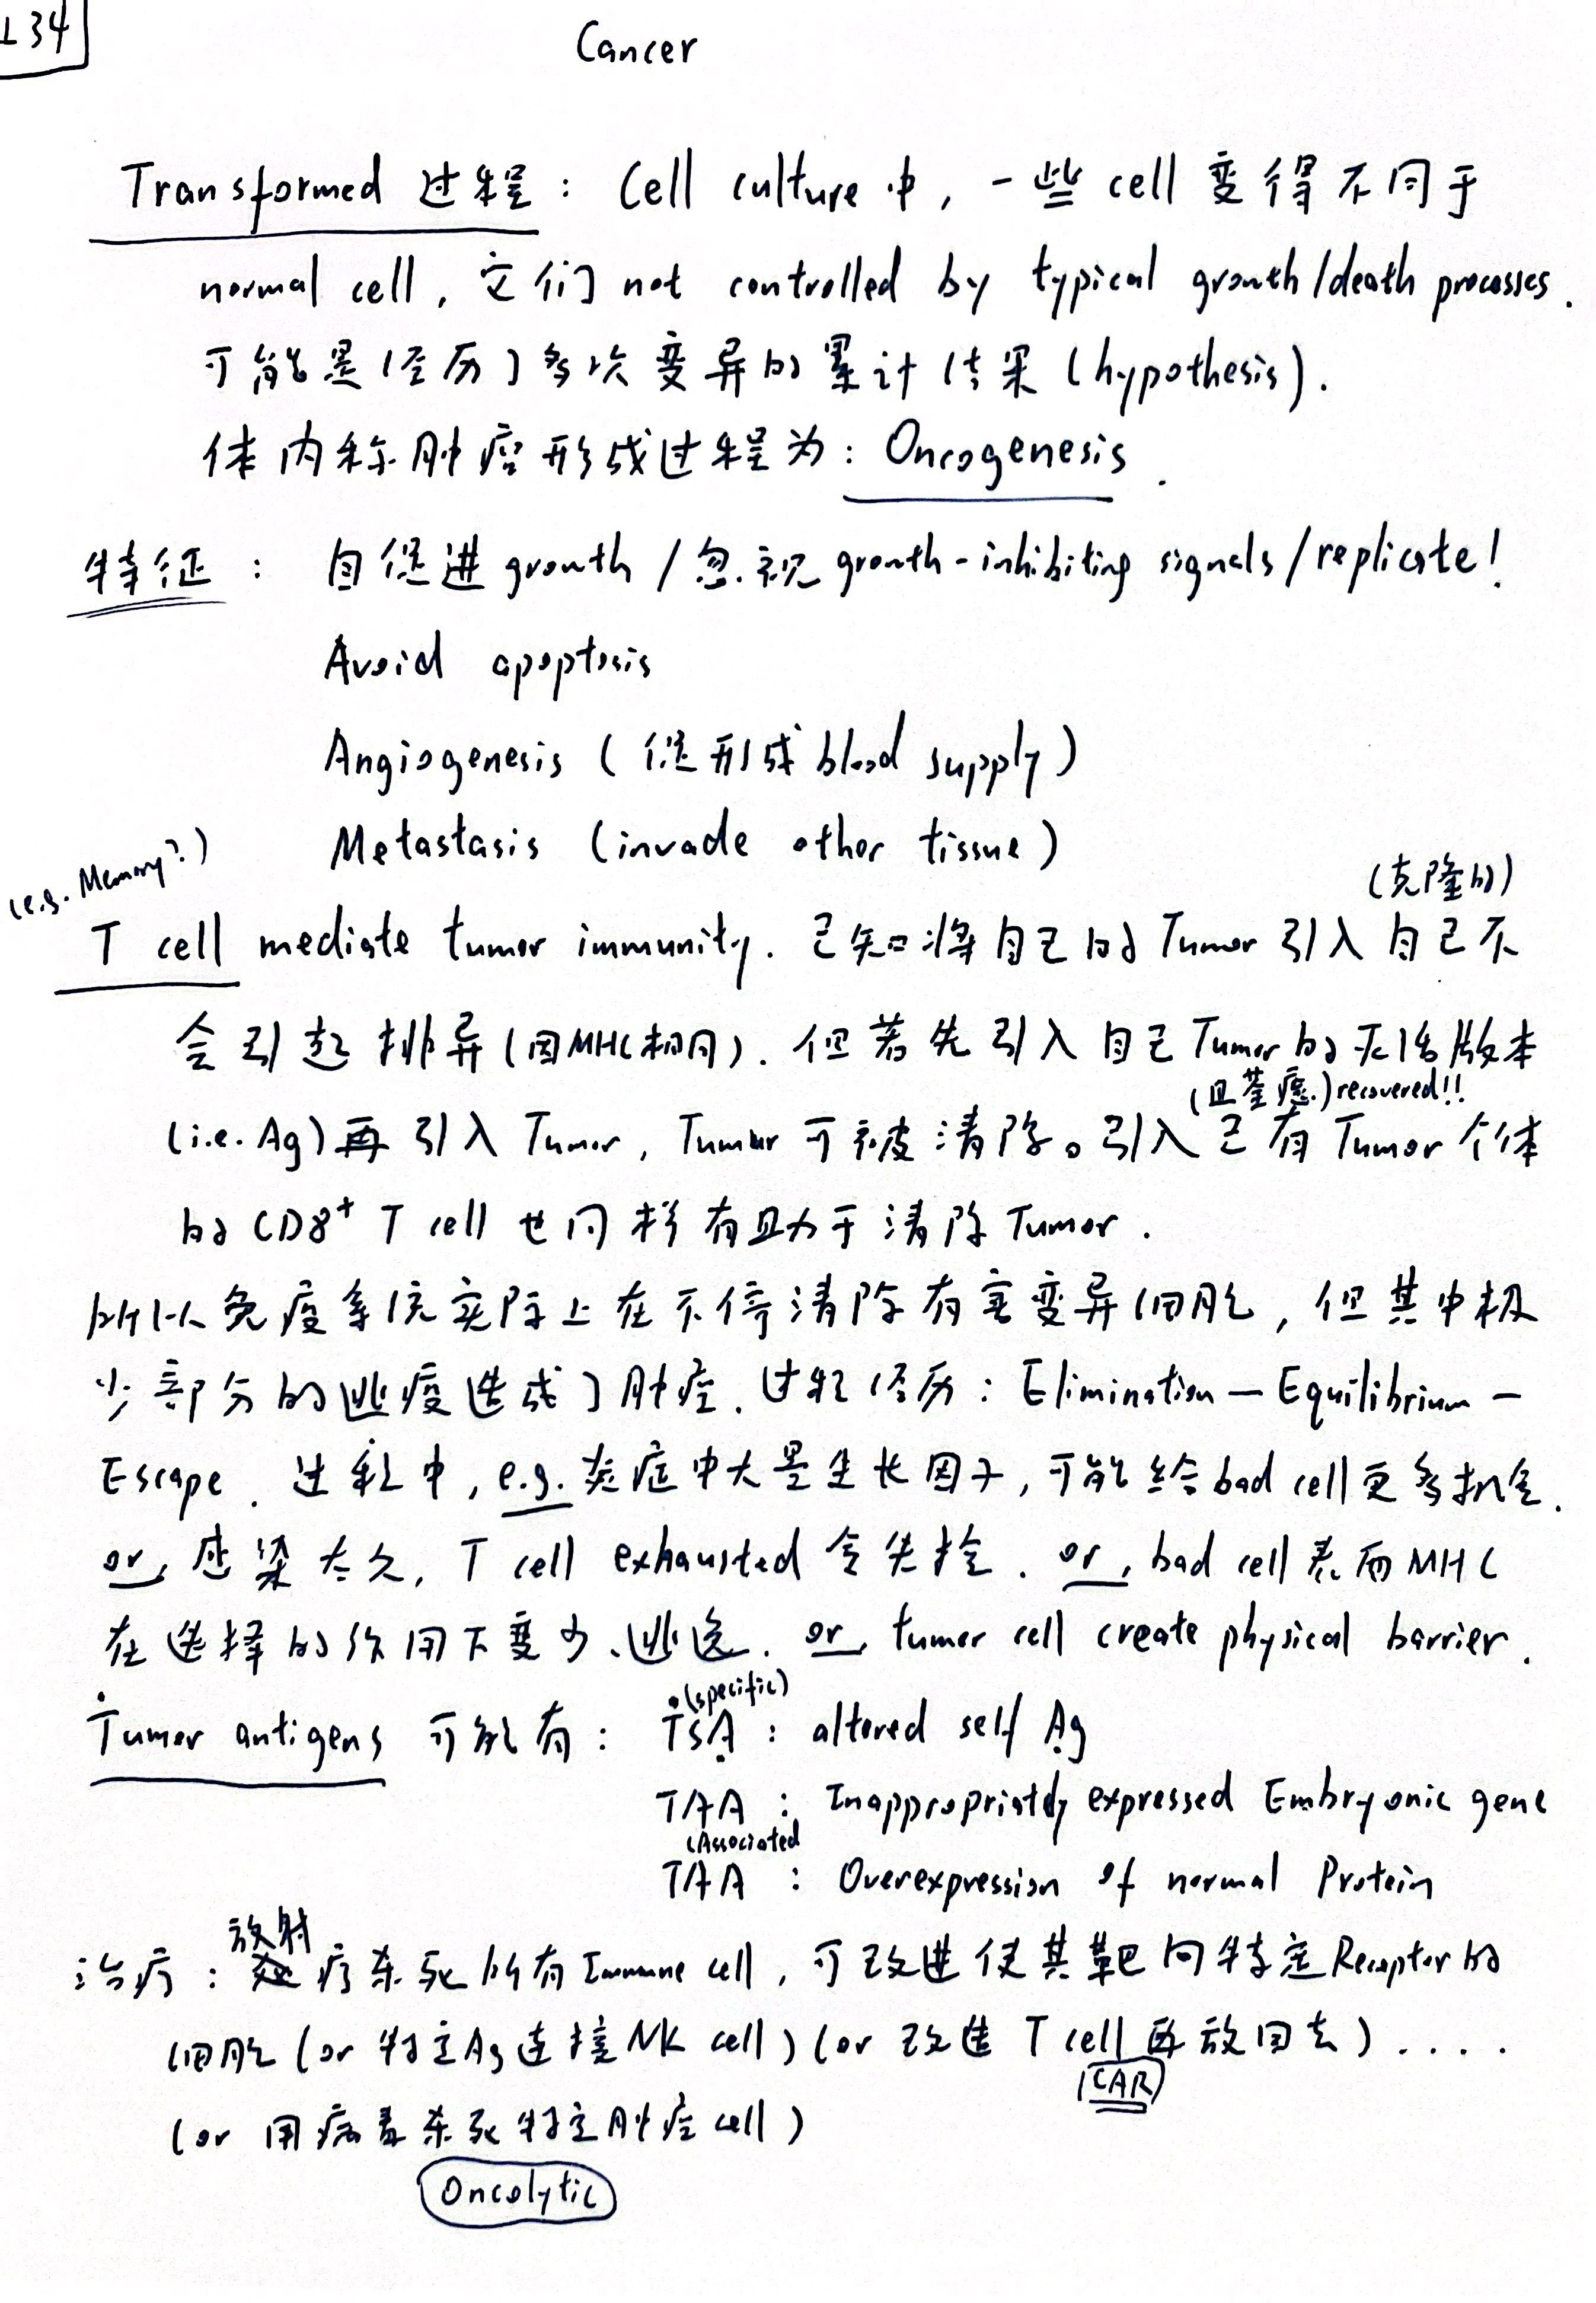 L34
Cancer
Transformed 过程：Cell culture 中，一些 cell 变得不同于
normal cell，它们 not controlled by typical growth/death processes.
可能是经历了多次变异的累计结果 (hypothesis).
体内称肿瘤形成过程为：Oncogenesis.
特征： 自促进 growth / 忽视 growth-inhibiting signals / replicate!
Avoid apoptosis
Angiogenesis (促形成 blood supply)
Metastasis (invade other tissue)
(e.g. Memory?)
(克隆的)
T cell mediate tumor immunity. 已知将自己的 Tumor 引入自己不
会引起排异 (因MHC相同). 但若先引入自己 Tumor 的灭活版本
(且荃愈.) recovered!!
(i.e. Ag) 再引入 Tumor, Tumor 可被清除。引入已有 Tumor 个体
的 CD8+ T cell 也同样有助于清除 Tumor.
所以免疫系统实际上在不停清除有害变异细胞，但其中极
少部分的逃疫造成了肿瘤. 过程经历：Elimination — Equilibrium —
Escape. 过程中, e.g. 炎症中大量生长因子, 可能给 bad cell 更多机会.
or, 感染太久, T cell exhausted 会失控. or, bad cell 表面 MHC
在选择的作用下变少、逃逸. or, tumor cell create physical barrier.
(specific)
Tumor antigens 可能有： TSA : altered self Ag
TAA : Inappropriately expressed Embryonic gene
(Associated
TAA : Overexpression of normal Protein
放射
治疗： 疗杀死所有 Immune cell, 可改进使其靶向特定 Receptor 的
细胞 (or 特定Ag连接 NK cell) (or 改造 T cell 再放回去) ....
(CAR)
(or 用病毒杀死特定肿瘤 cell)
Oncolytic